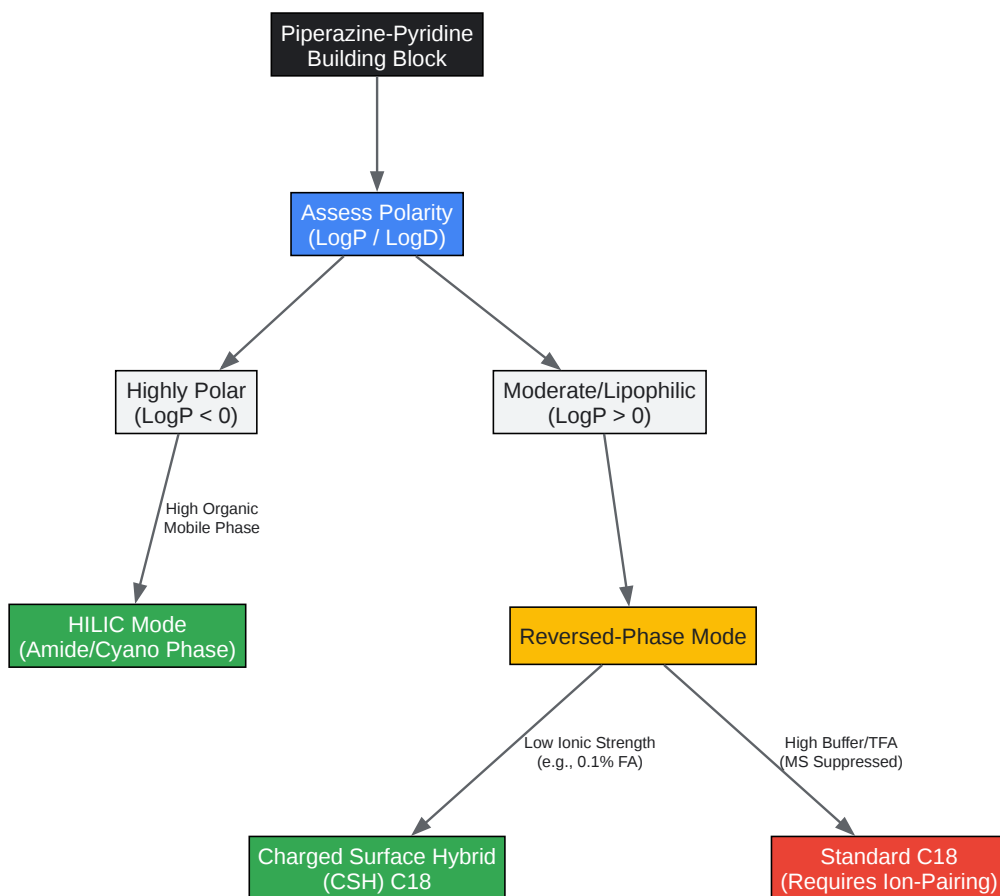 Piperazine-Pyridine
Building Block
Assess Polarity
(LogP / LogD)
Highly Polar
(LogP < 0)
Moderate/Lipophilic
(LogP > 0)
High Organic
Mobile Phase
HILIC Mode
(Amide/Cyano Phase)
Reversed-Phase Mode
Low Ionic Strength
(e.g., 0.1% FA)
High Buffer/TFA
(MS Suppressed)
Charged Surface Hybrid
(CSH) C18
Standard C18
(Requires Ion-Pairing)